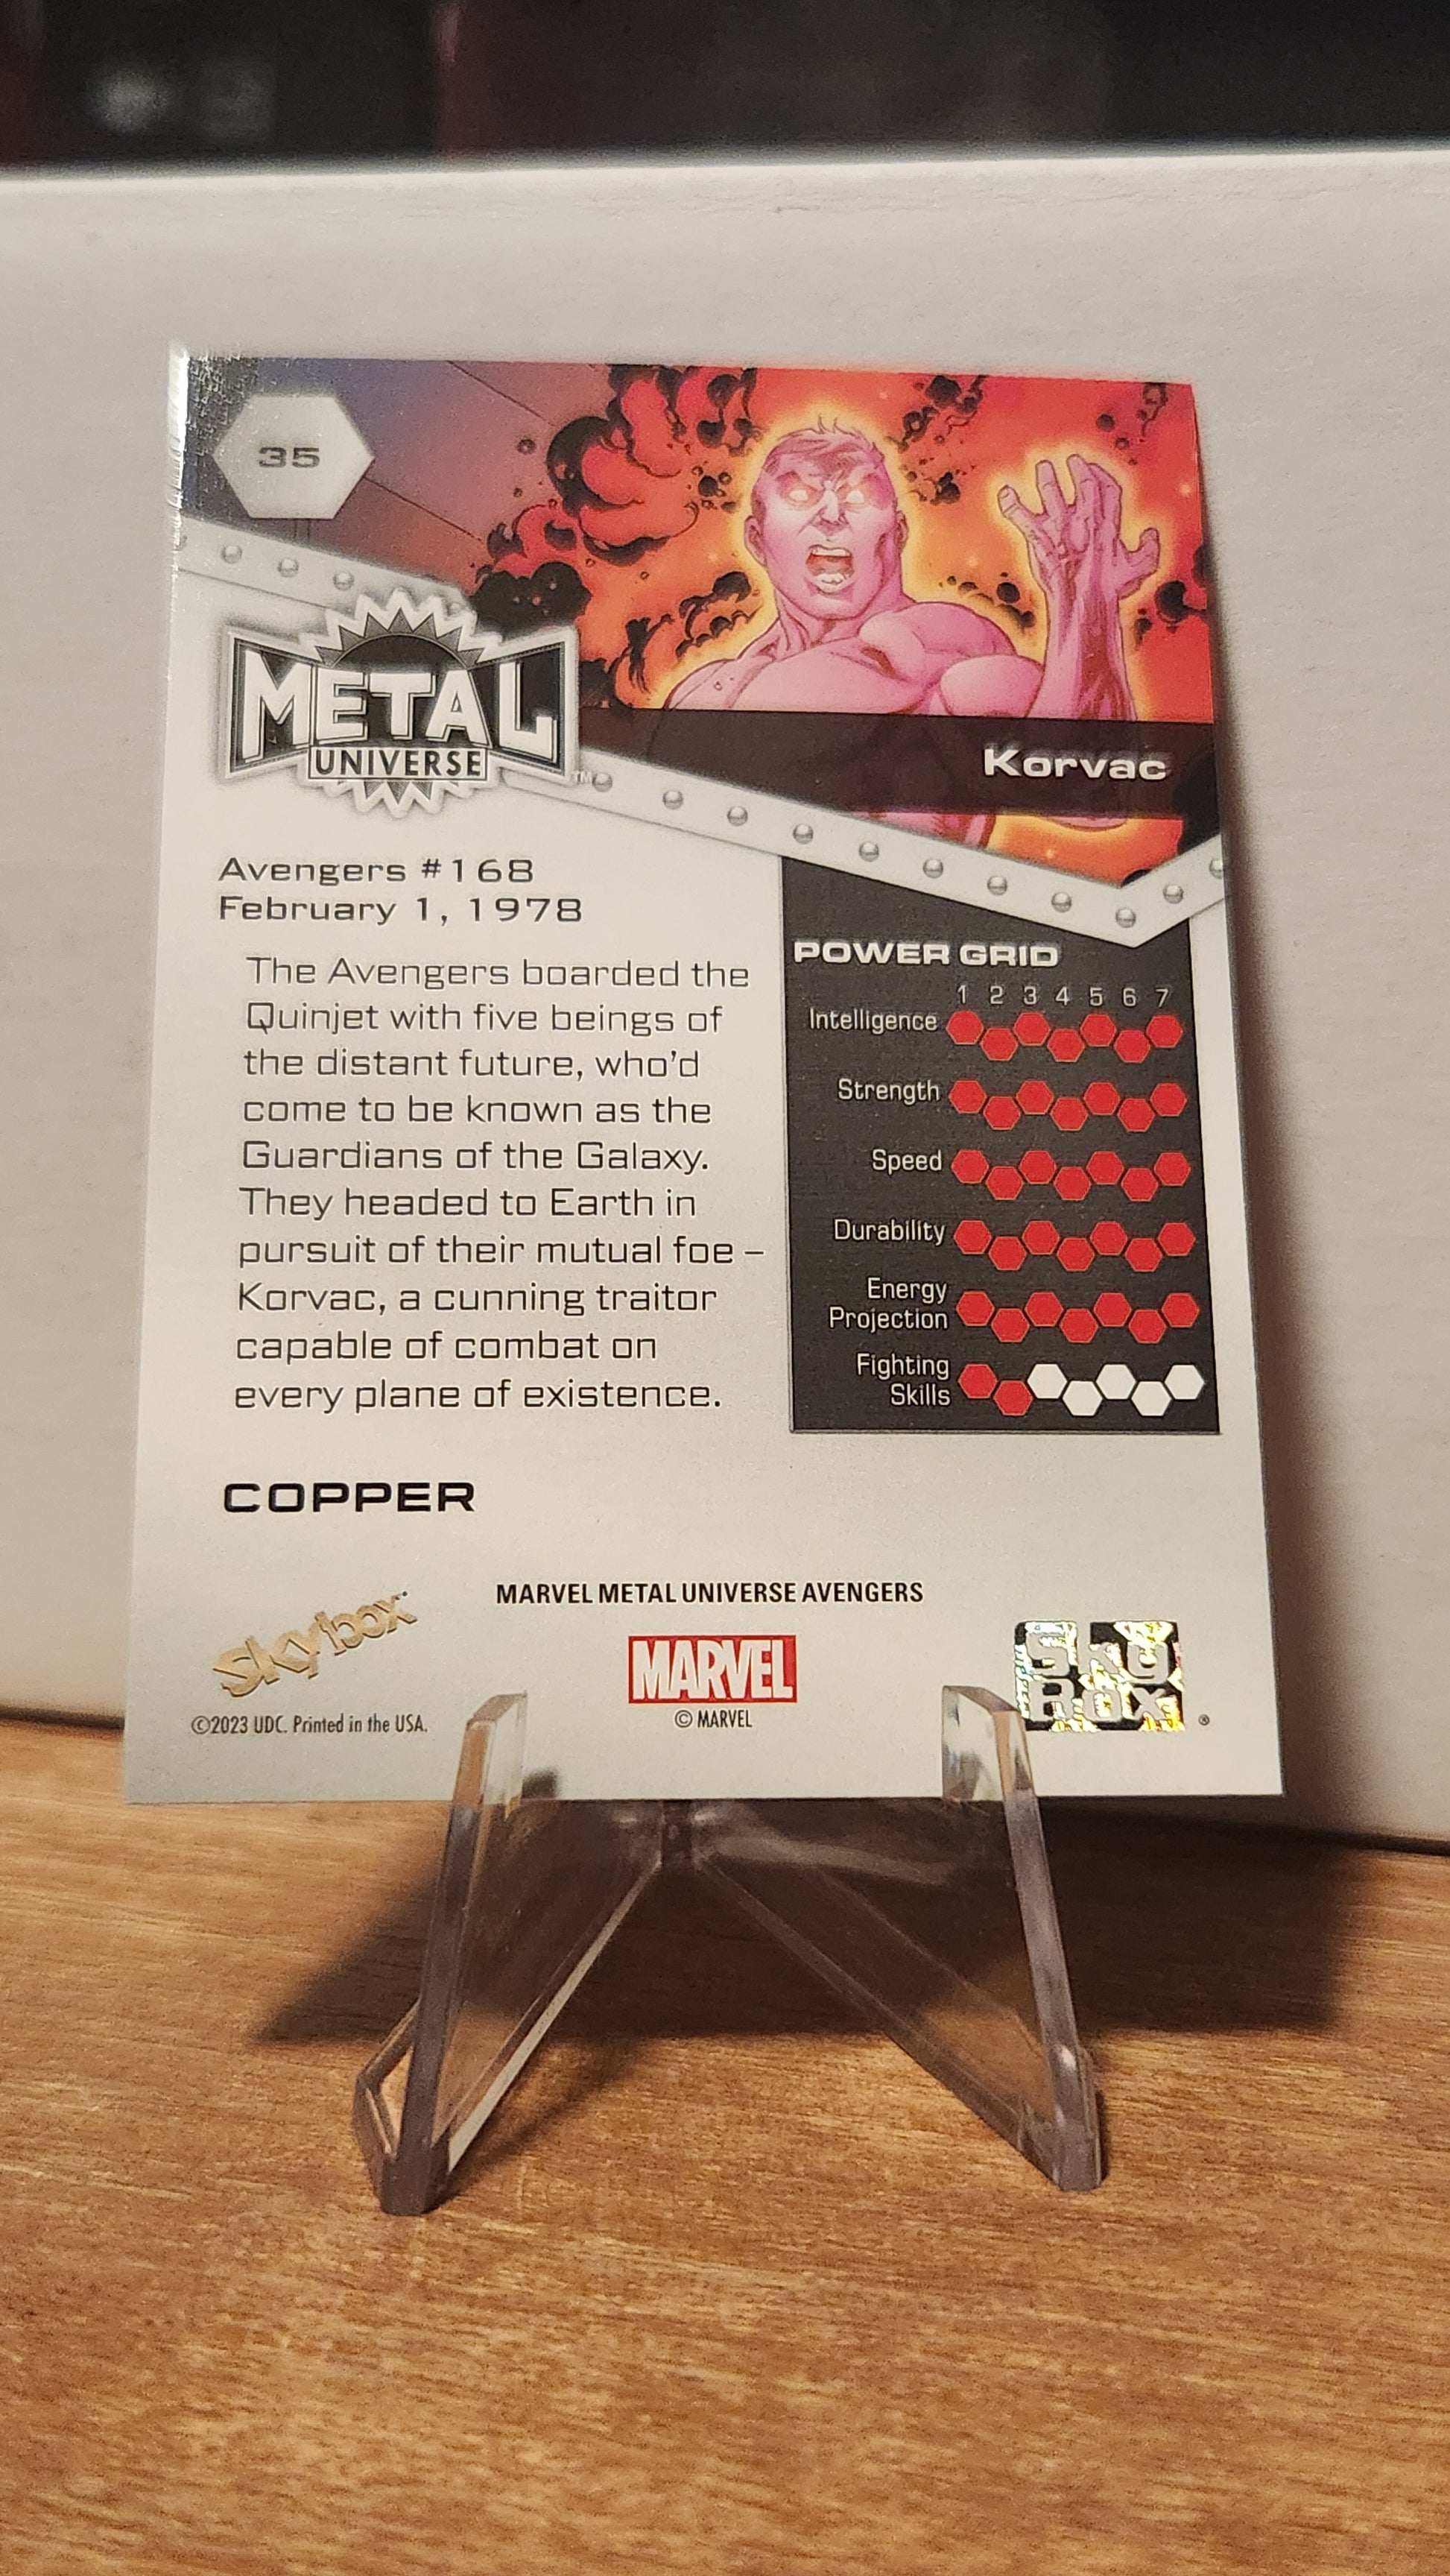 35
METAL
UNIVERSE
TM
Korvac
Avengers #168
February 1, 1978
The Avengers boarded the
Quinjet with five beings of
the distant future, who'd
come to be known as the
Guardians of the Galaxy.
They headed to Earth in
pursuit of their mutual foe –
Korvac, a cunning traitor
capable of combat on
every plane of existence.
POWER GRID
1 2 3 4 5 6 7
Intelligence
Strength
Speed
Durability
Energy
Projection
Fighting
Skills
COPPER
MARVEL METAL UNIVERSE AVENGERS
skybox
MARVEL
Sky
Box
®
©2023 UDC. Printed in the USA.
© MARVEL